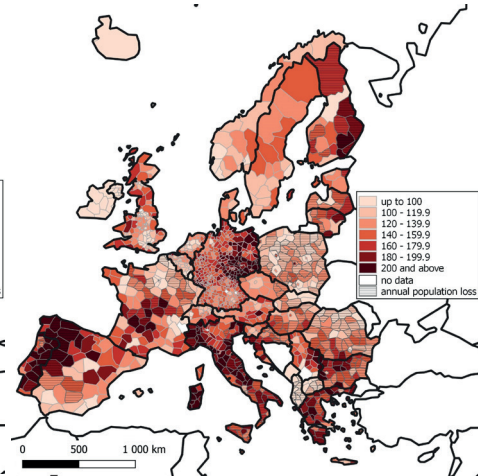 up to 100
100 - 119.9
120 - 139.9
140 - 159.9
160 - 179.9
180 - 199.9
200 and above
no data
annual population loss
0 500 1 000 km